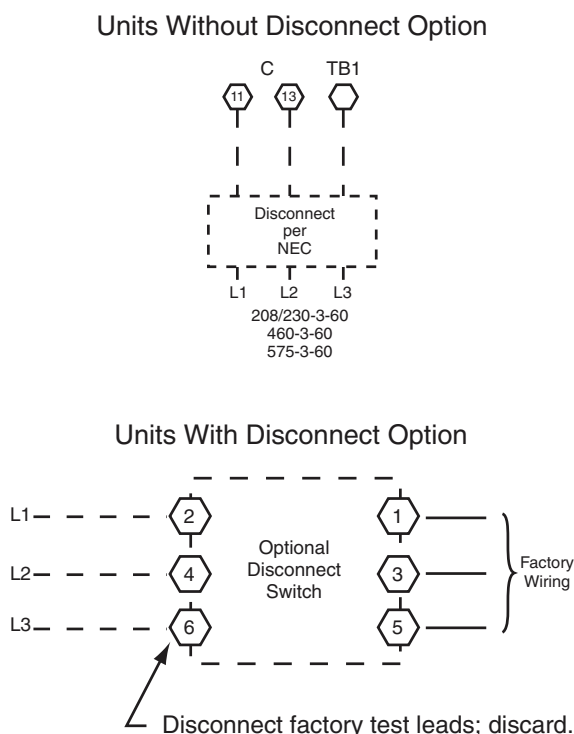 Units Without Disconnect Option
C TB1
11 13
Disconnect
per
NEC
L1 L2 L3
208/230-3-60
460-3-60
575-3-60
Units With Disconnect Option
L1 2 1
L2 4 Optional
Disconnect
Switch 3 Factory
Wiring
L3 6 5
Disconnect factory test leads; discard.